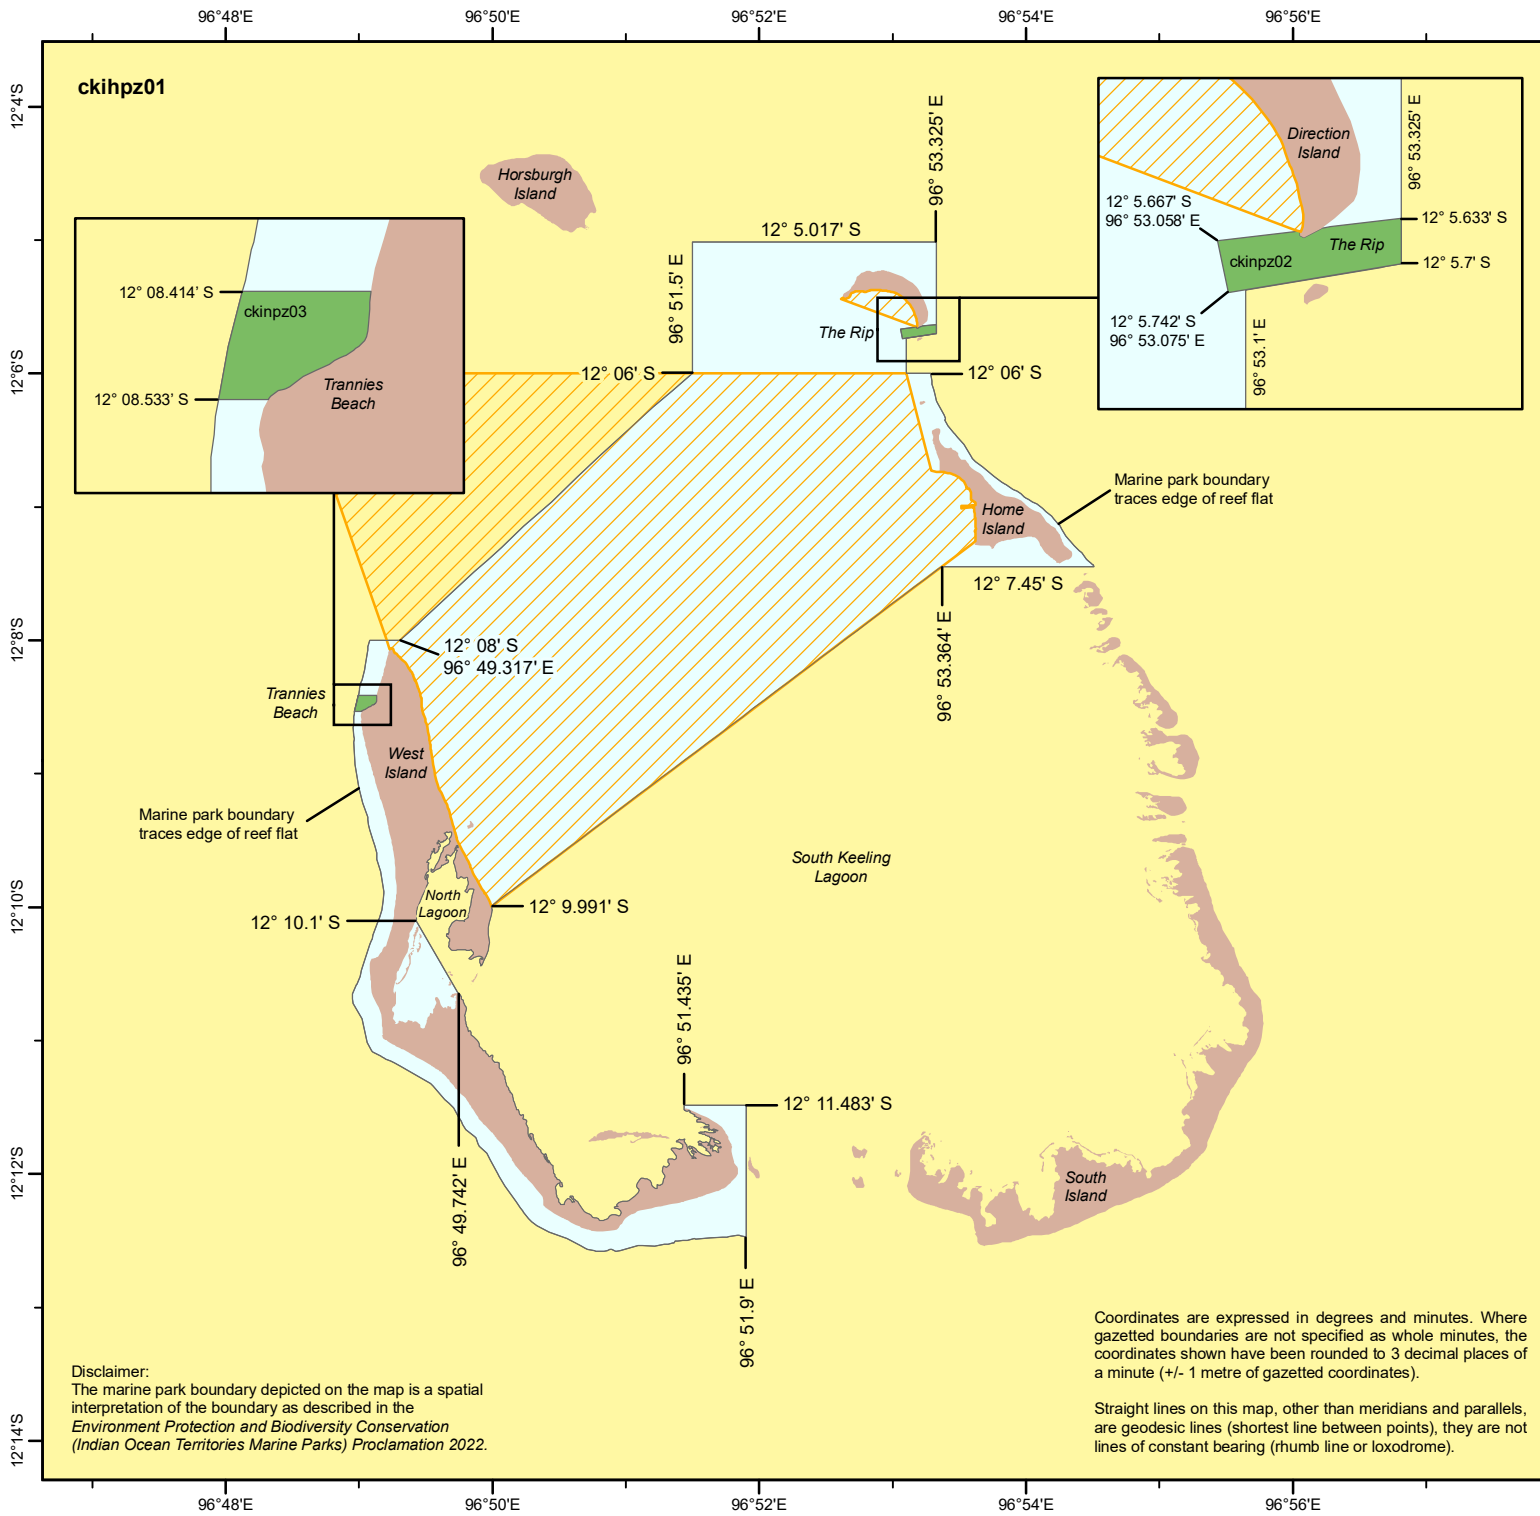 96°48'E
96°50'E
96°52'E
96°54'E
96°56'E
12°4'S
12°6'S
12°8'S
12°10'S
12°12'S
12°14'S
ckihpz01
Horsburgh
Island
12° 5.017' S
96° 51.5' E
96° 53.325' E
The Rip
12° 06' S
12° 06' S
Direction
Island
96° 53.325' E
12° 5.667' S
96° 53.058' E
12° 5.633' S
The Rip
ckinpz02
12° 5.7' S
12° 5.742' S
96° 53.075' E
96° 53.1' E
12° 08.414' S
ckinpz03
12° 08.533' S
Trannies
Beach
Marine park boundary
traces edge of reef flat
Home
Island
12° 7.45' S
96° 53.364' E
12° 08' S
96° 49.317' E
Trannies
Beach
West
Island
Marine park boundary
traces edge of reef flat
South Keeling
Lagoon
North
Lagoon
12° 9.991' S
12° 10.1' S
96° 51.435' E
12° 11.483' S
96° 49.742' E
South
Island
96° 51.9' E
Disclaimer:
The marine park boundary depicted on the map is a spatial
interpretation of the boundary as described in the
Environment Protection and Biodiversity Conservation
(Indian Ocean Territories Marine Parks) Proclamation 2022.
Coordinates are expressed in degrees and minutes. Where
gazetted boundaries are not specified as whole minutes, the
coordinates shown have been rounded to 3 decimal places of
a minute (+/- 1 metre of gazetted coordinates).
Straight lines on this map, other than meridians and parallels,
are geodesic lines (shortest line between points), they are not
lines of constant bearing (rhumb line or loxodrome).
96°48'E
96°50'E
96°52'E
96°54'E
96°56'E